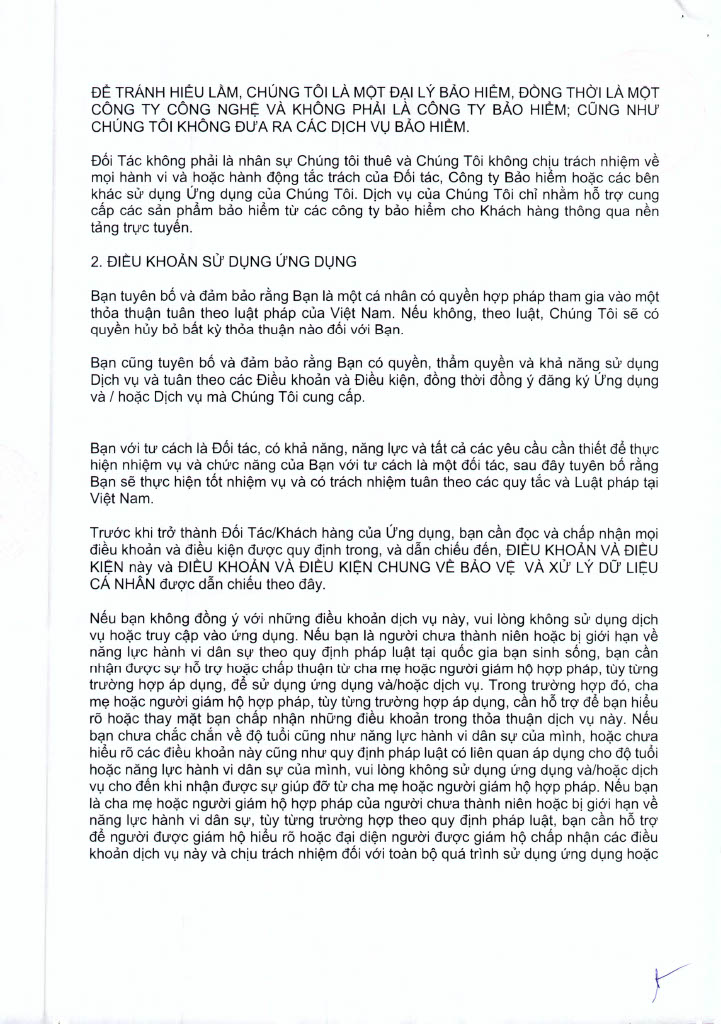 ĐỂ TRÁNH HIỂU LẦM, CHÚNG TÔI LÀ MỘT ĐẠI LÝ BẢO HIỂM, ĐỒNG THỜI LÀ MỘT
CÔNG TY CÔNG NGHỆ VÀ KHÔNG PHẢI LÀ CÔNG TY BẢO HIỂM; CŨNG NHƯ
CHÚNG TÔI KHÔNG ĐƯA RA CÁC DỊCH VỤ BẢO HIỂM.
Đối Tác không phải là nhân sự Chúng tôi thuê và Chúng Tôi không chịu trách nhiệm về
mọi hành vi và hoặc hành động tắc trách của Đối tác, Công ty Bảo hiểm hoặc các bên
khác sử dụng Ứng dụng của Chúng Tôi. Dịch vụ của Chúng Tôi chỉ nhằm hỗ trợ cung
cấp các sản phẩm bảo hiểm từ các công ty bảo hiểm cho Khách hàng thông qua nền
tảng trực tuyến.
2. ĐIỀU KHOẢN SỬ DỤNG ỨNG DỤNG
Bạn tuyên bố và đảm bảo rằng Bạn là một cá nhân có quyền hợp pháp tham gia vào một
thỏa thuận tuân theo luật pháp của Việt Nam. Nếu không, theo luật, Chúng Tôi sẽ có
quyền hủy bỏ bất kỳ thỏa thuận nào đối với Bạn.
Bạn cũng tuyên bố và đảm bảo rằng Bạn có quyền, thẩm quyền và khả năng sử dụng
Dịch vụ và tuân theo các Điều khoản và Điều kiện, đồng thời đồng ý đăng ký Ứng dụng
và / hoặc Dịch vụ mà Chúng Tôi cung cấp.
Bạn với tư cách là Đối tác, có khả năng, năng lực và tất cả các yêu cầu cần thiết để thực
hiện nhiệm vụ và chức năng của Bạn với tư cách là một đối tác, sau đây tuyên bố rằng
Bạn sẽ thực hiện tốt nhiệm vụ và có trách nhiệm tuân theo các quy tắc và Luật pháp tại
Việt Nam.
Trước khi trở thành Đối Tác/Khách hàng của Ứng dụng, bạn cần đọc và chấp nhận mọi
điều khoản và điều kiện được quy định trong, và dẫn chiếu đến, ĐIỀU KHOẢN VÀ ĐIỀU
KIỆN này và ĐIỀU KHOẢN VÀ ĐIỀU KIỆN CHUNG VỀ BẢO VỆ VÀ XỬ LÝ DỮ LIỆU
CÁ NHÂN được dẫn chiếu theo đây.
Nếu bạn không đồng ý với những điều khoản dịch vụ này, vui lòng không sử dụng dịch
vụ hoặc truy cập vào ứng dụng. Nếu bạn là người chưa thành niên hoặc bị giới hạn về
năng lực hành vi dân sự theo quy định pháp luật tại quốc gia bạn sinh sống, bạn cần
nhận được sự hỗ trợ hoặc chấp thuận từ cha mẹ hoặc người giám hộ hợp pháp, tùy từng
trường hợp áp dụng, để sử dụng ứng dụng và/hoặc dịch vụ. Trong trường hợp đó, cha
mẹ hoặc người giám hộ hợp pháp, tùy từng trường hợp áp dụng, cần hỗ trợ để bạn hiểu
rõ hoặc thay mặt bạn chấp nhận những điều khoản trong thỏa thuận dịch vụ này. Nếu
bạn chưa chắc chắn về độ tuổi cũng như năng lực hành vi dân sự của mình, hoặc chưa
hiểu rõ các điều khoản này cũng như quy định pháp luật có liên quan áp dụng cho độ tuổi
hoặc năng lực hành vi dân sự của mình, vui lòng không sử dụng ứng dụng và/hoặc dịch
vụ cho đến khi nhận được sự giúp đỡ từ cha mẹ hoặc người giám hộ hợp pháp. Nếu bạn
là cha mẹ hoặc người giám hộ hợp pháp của người chưa thành niên hoặc bị giới hạn về
năng lực hành vi dân sự, tùy từng trường hợp theo quy định pháp luật, bạn cần hỗ trợ
để người được giám hộ hiểu rõ hoặc đại diện người được giám hộ chấp nhận các điều
khoản dịch vụ này và chịu trách nhiệm đối với toàn bộ quá trình sử dụng ứng dụng hoặc